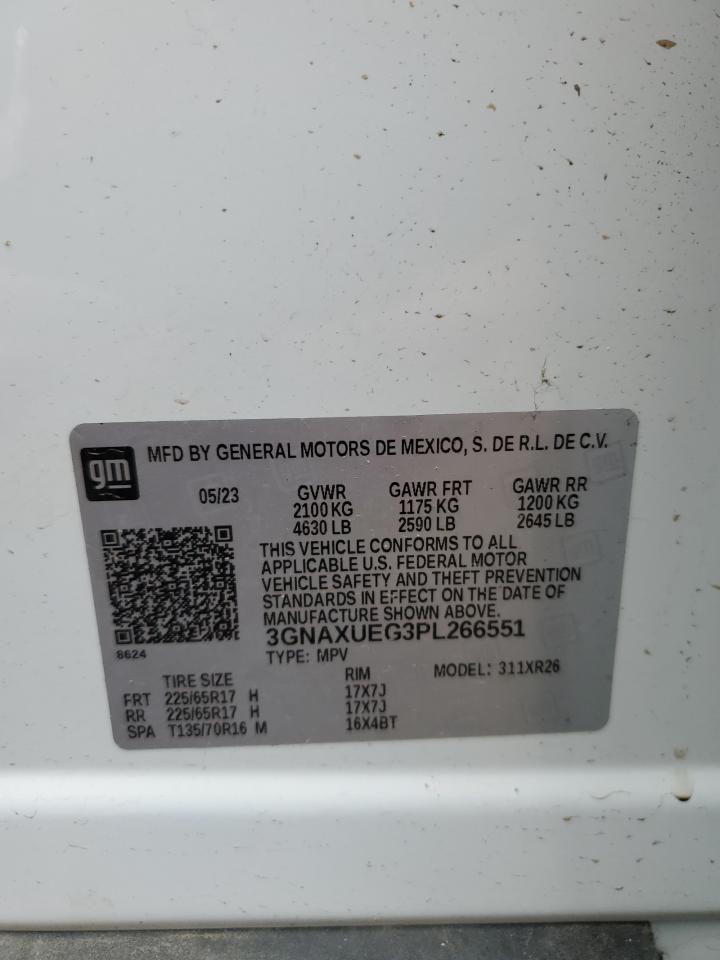 gm
MFD BY GENERAL MOTORS DE MEXICO, S. DE R.L. DE C.V.
05/23 GVWR GAWR FRT GAWR RR
2100 KG 1175 KG 1200 KG
4630 LB 2590 LB 2645 LB
THIS VEHICLE CONFORMS TO ALL
APPLICABLE U.S. FEDERAL MOTOR
VEHICLE SAFETY AND THEFT PREVENTION
STANDARDS IN EFFECT ON THE DATE OF
MANUFACTURE SHOWN ABOVE.
3GNAXUEG3PL266551
8624
TYPE: MPV MODEL: 311XR26
TIRE SIZE RIM
FRT 225/65R17 H 17X7J
RR 225/65R17 H 17X7J
SPA T135/70R16 M 16X4BT